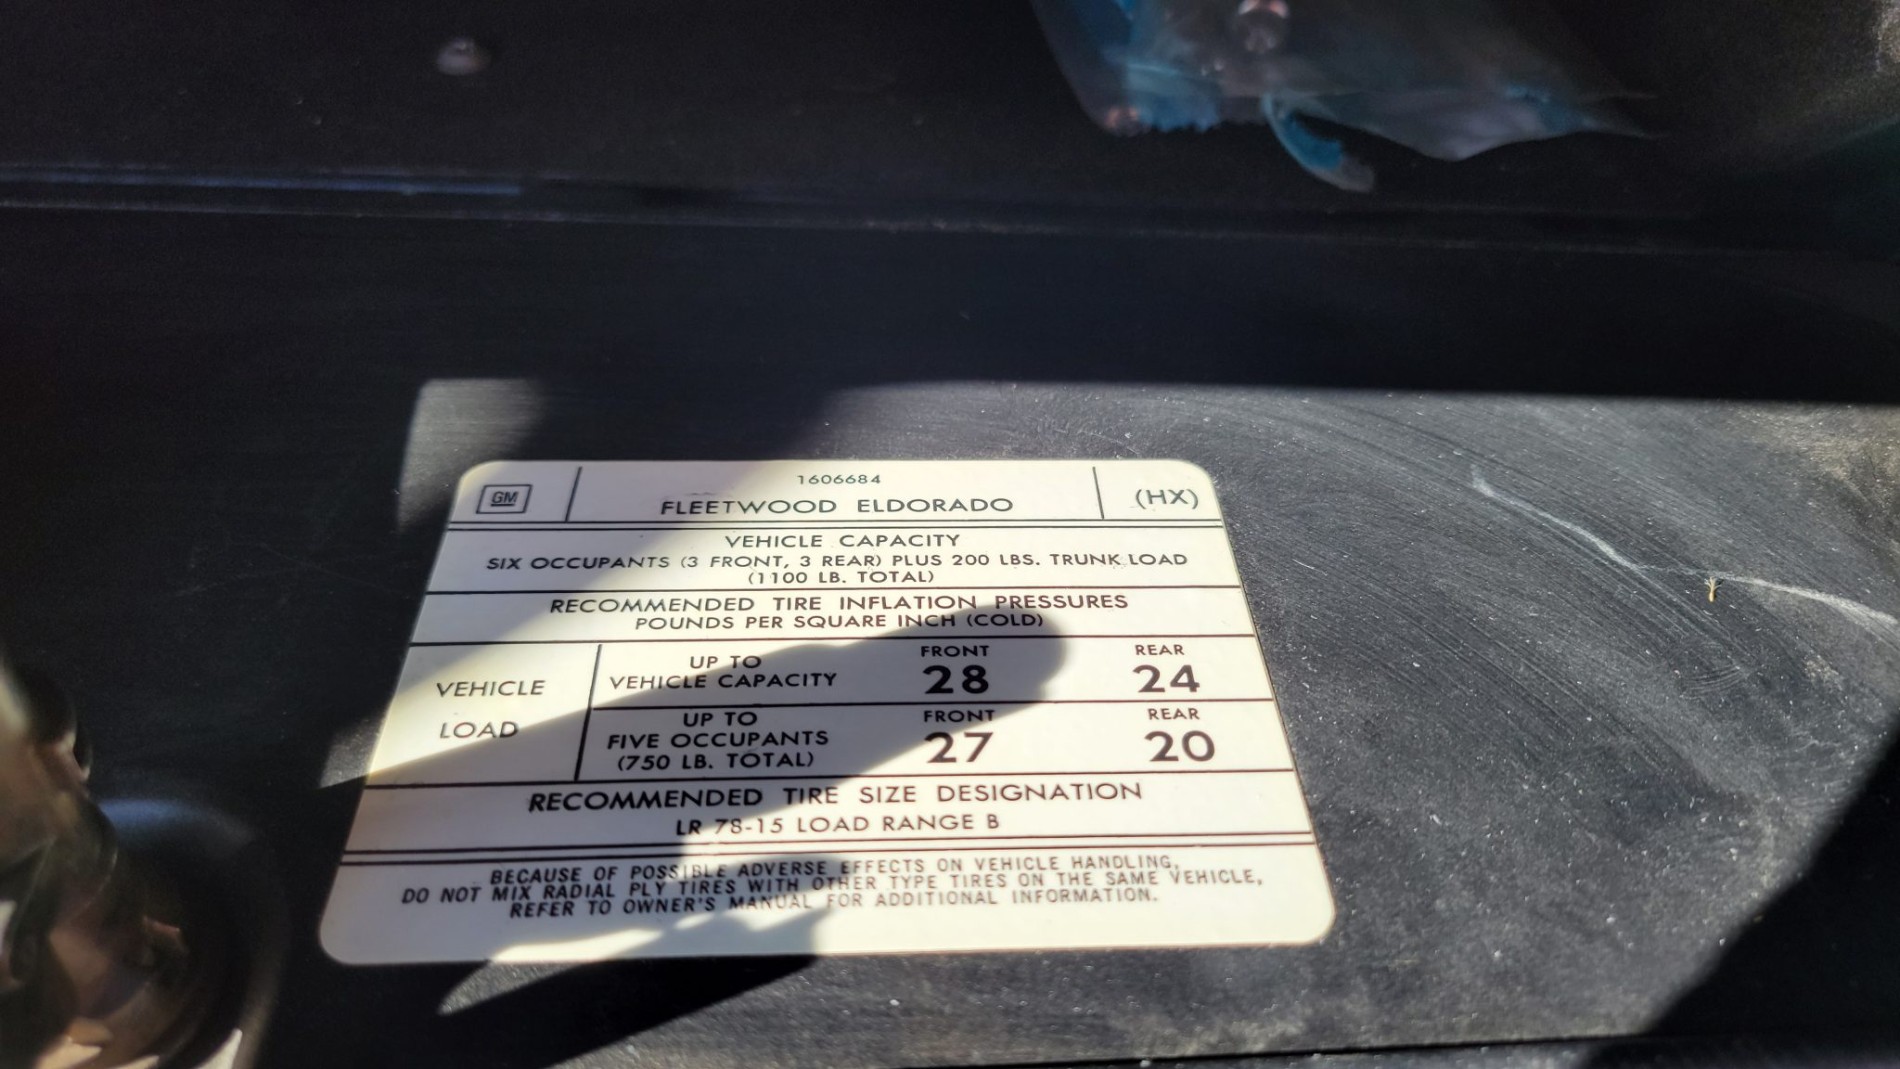 1606684
GM FLEETWOOD ELDORADO (HX)
VEHICLE CAPACITY
SIX OCCUPANTS (3 FRONT, 3 REAR) PLUS 200 LBS. TRUNK LOAD
(1100 LB. TOTAL)
RECOMMENDED TIRE INFLATION PRESSURES
POUNDS PER SQUARE INCH (COLD)
VEHICLE
LOAD
UP TO
VEHICLE CAPACITY
FRONT
28
REAR
24
UP TO
FIVE OCCUPANTS
(750 LB. TOTAL)
FRONT
27
REAR
20
RECOMMENDED TIRE SIZE DESIGNATION
LR 78-15 LOAD RANGE B
BECAUSE OF POSSIBLE ADVERSE EFFECTS ON VEHICLE HANDLING,
DO NOT MIX RADIAL PLY TIRES WITH OTHER TYPE TIRES ON THE SAME VEHICLE,
REFER TO OWNER'S MANUAL FOR ADDITIONAL INFORMATION.